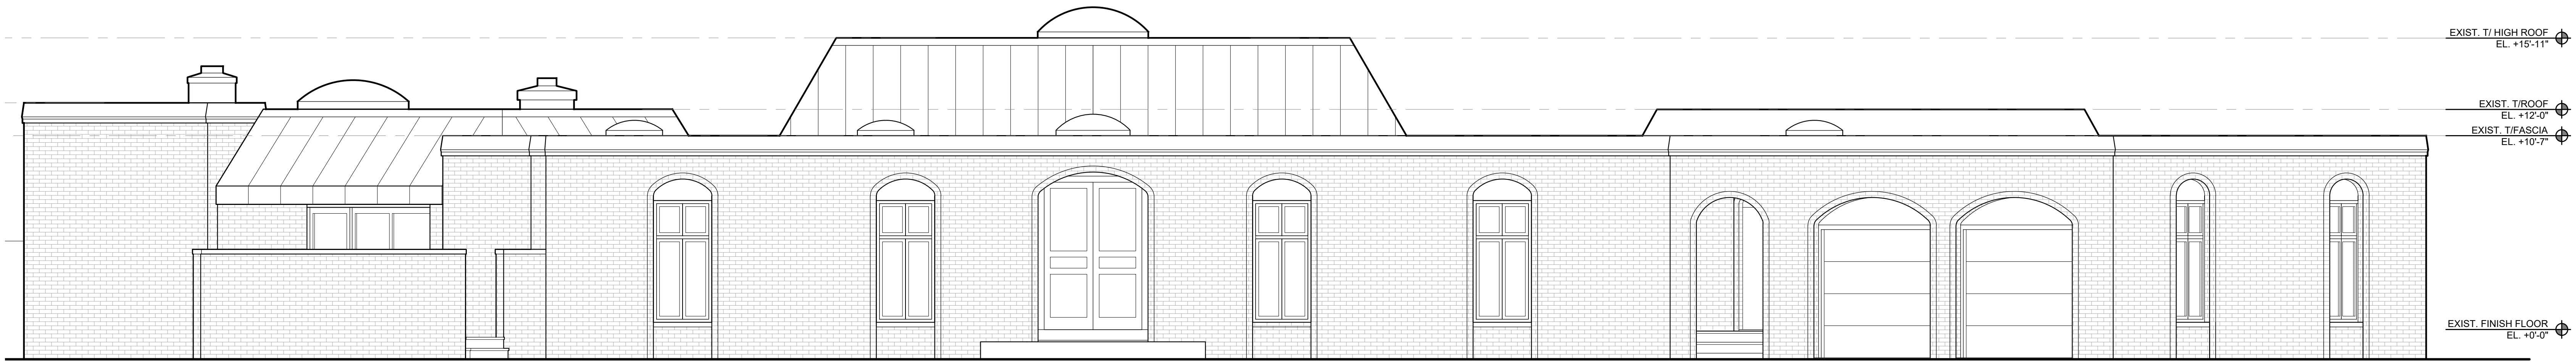 EXIST. T/ HIGH ROOF
EL. +15'-11"
EXIST. T/ROOF
EL. +12'-0"
EXIST. T/FASCIA
EL. +10'-7"
EXIST. FINISH FLOOR
EL. +0'-0"